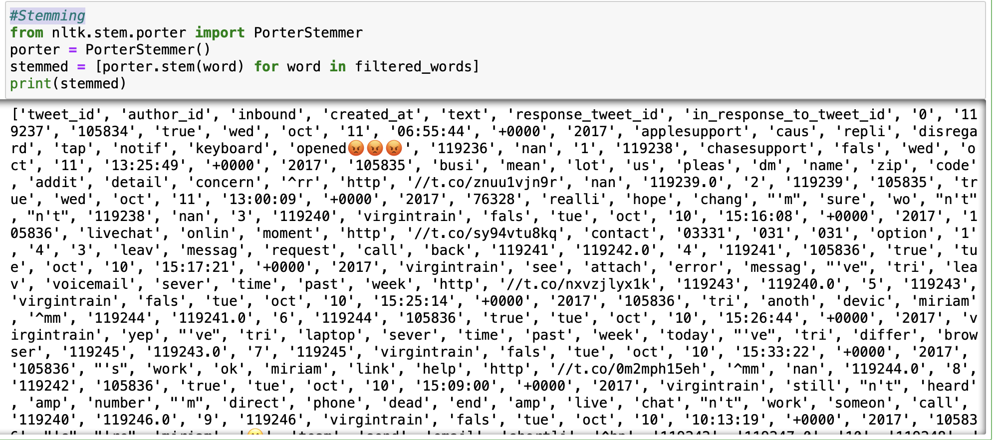 #Stemming
from nltk.stem.porter import PorterStemmer
porter = PorterStemmer()
stemmed = [porter.stem(word) for word in filtered_words]
print(stemmed)
['tweet_id', 'author_id', 'inbound', 'created_at', 'text', 'response_tweet_id', 'in_response_to_tweet_id', '0', '11
9237', '105834', 'true', 'wed', 'oct', '11', '06:55:44', '+0000', '2017', 'applesupport', 'caus', 'repli', 'disrega
rd', 'tap', 'notif', 'keyboard', 'opened😡😡😡', '119236', 'nan', '1', '119238', 'chasesupport', 'fals', 'wed', 'o
ct', '11', '13:25:49', '+0000', '2017', '105835', 'busi', 'mean', 'lot', 'us', 'pleas', 'dm', 'name', 'zip', 'code'
, 'addit', 'detail', 'concern', '^rr', 'http', '//t.co/znuu1vjn9r', 'nan', '119239.0', '2', '119239', '105835', 'tr
ue', 'wed', 'oct', '11', '13:00:09', '+0000', '2017', '76328', 'realli', 'hope', 'chang', "'m", 'sure', 'wo', "n't"
, "n't", '119238', 'nan', '3', '119240', 'virgintrain', 'fals', 'tue', 'oct', '10', '15:16:08', '+0000', '2017', '1
05836', 'livechat', 'onlin', 'moment', 'http', '//t.co/sy94vtu8kq', 'contact', '03331', '031', '031', 'option', '1'
, '4', '3', 'leav', 'messag', 'request', 'call', 'back', '119241', '119242.0', '4', '119241', '105836', 'true', 'tu
e', 'oct', '10', '15:17:21', '+0000', '2017', 'virgintrain', 'see', 'attach', 'error', 'messag', "'ve", 'tri', 'lea
v', 'voicemail', 'sever', 'time', 'past', 'week', 'http', '//t.co/nxvzjlyx1k', '119243', '119240.0', '5', '119243',
'virgintrain', 'fals', 'tue', 'oct', '10', '15:25:14', '+0000', '2017', '105836', 'tri', 'anoth', 'devic', 'miriam'
, '^mm', '119244', '119241.0', '6', '119244', '105836', 'true', 'tue', 'oct', '10', '15:26:44', '+0000', '2017', 'v
irgintrain', 'yep', "'ve", 'tri', 'laptop', 'sever', 'time', 'past', 'week', 'today', "'ve", 'tri', 'differ', 'brow
ser', '119245', '119243.0', '7', '119245', 'virgintrain', 'fals', 'tue', 'oct', '10', '15:33:22', '+0000', '2017',
'105836', "'s", 'work', 'ok', 'miriam', 'link', 'help', 'http', '//t.co/0m2mph15eh', '^mm', 'nan', '119244.0', '8',
'119242', '105836', 'true', 'tue', 'oct', '10', '15:09:00', '+0000', '2017', 'virgintrain', 'still', "n't", 'heard'
, 'amp', 'number', "'m", 'direct', 'phone', 'dead', 'end', 'amp', 'live', 'chat', "n't", 'work', 'someon', 'call',
'119240', '119246.0', '9', '119246', 'virgintrain', 'fals', 'tue', 'oct', '10', '10:13:19', '+0000', '2017', '10583